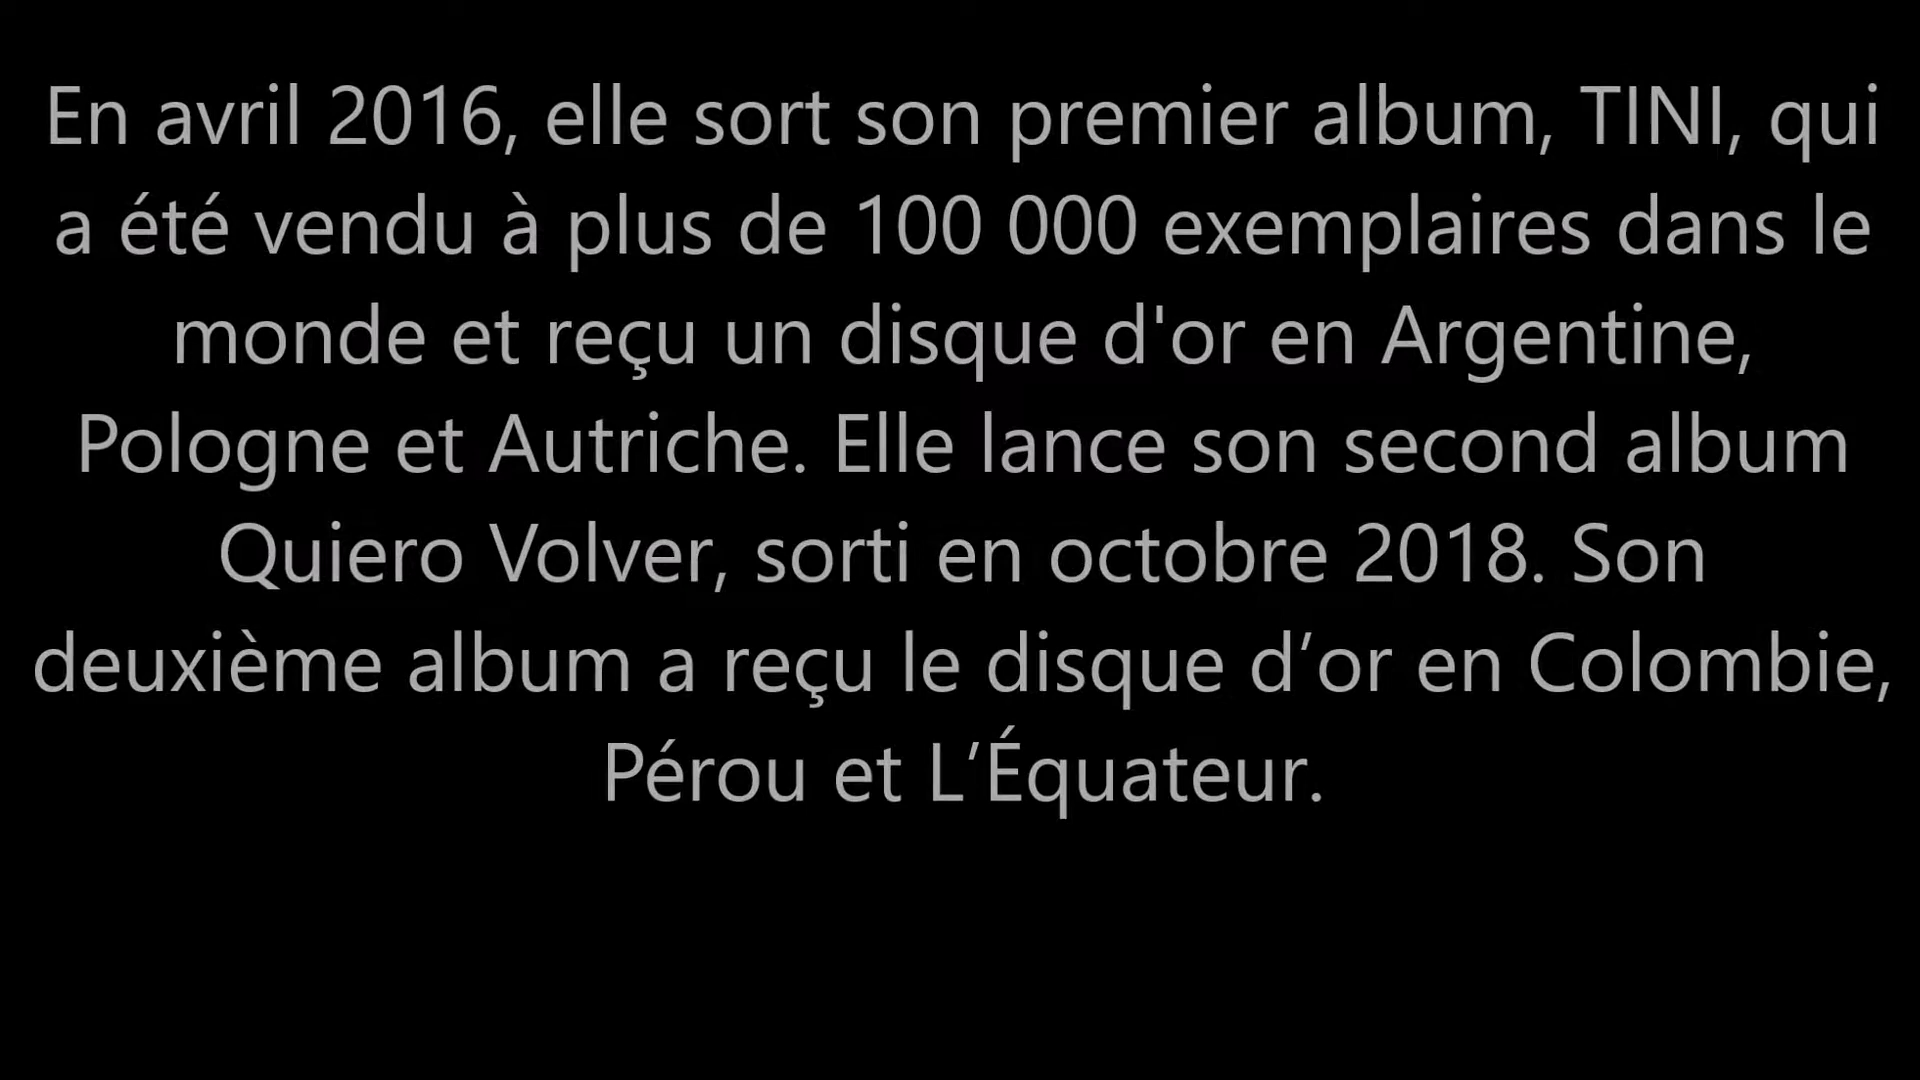 En avril 2016, elle sort son premier album, TINI, qui
a été vendu à plus de 100 000 exemplaires dans le
monde et reçu un disque d'or en Argentine,
Pologne et Autriche. Elle lance son second album
Quiero Volver, sorti en octobre 2018. Son
deuxième album a reçu le disque d’or en Colombie,
Pérou et L’Équateur.